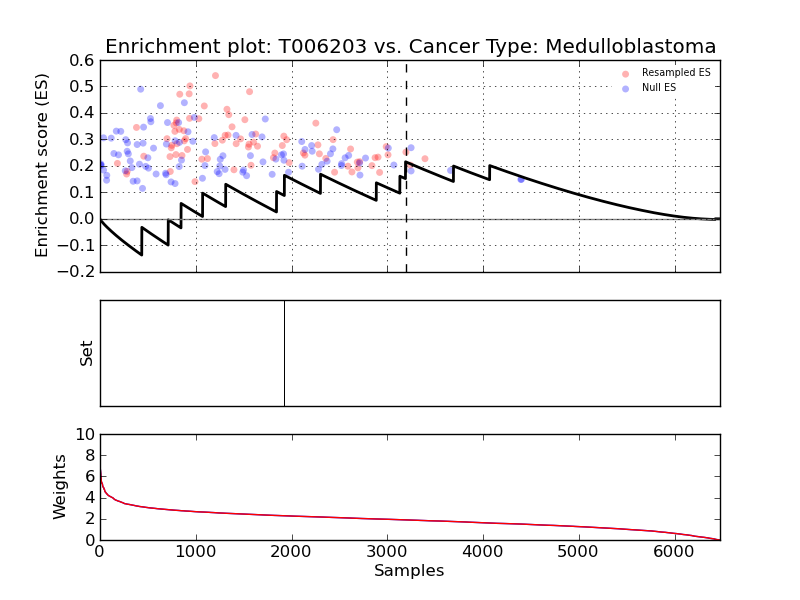 Enrichment plot: T006203 vs. Cancer Type: Medulloblastoma
Enrichment score (ES)
0.6
0.5
0.4
0.3
0.2
0.1
0.0
−0.1
−0.2
Resampled ES
Null ES
Set
Weights
10
8
6
4
2
0
0 1000 2000 3000 4000 5000 6000
Samples